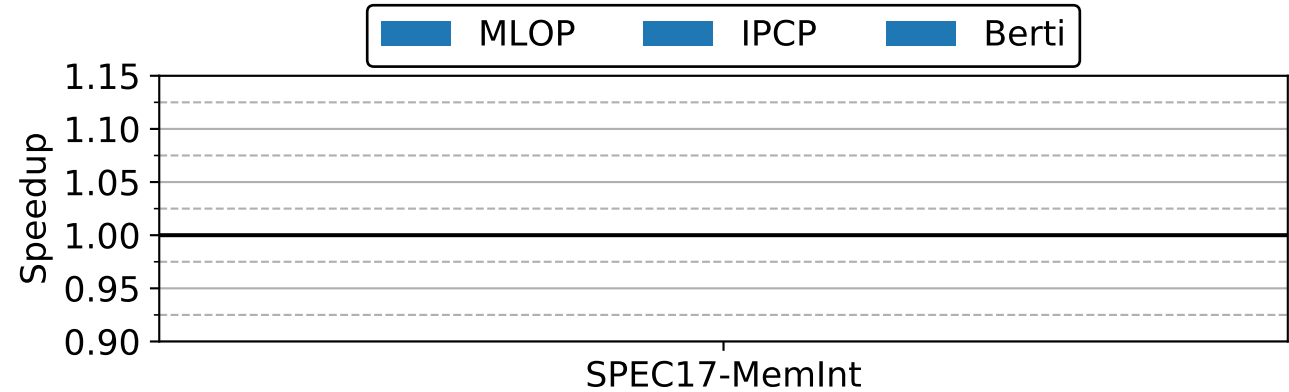 MLOP IPCP Berti
1.15
1.10
1.05
1.00
0.95
0.90
Speedup
SPEC17-MemInt